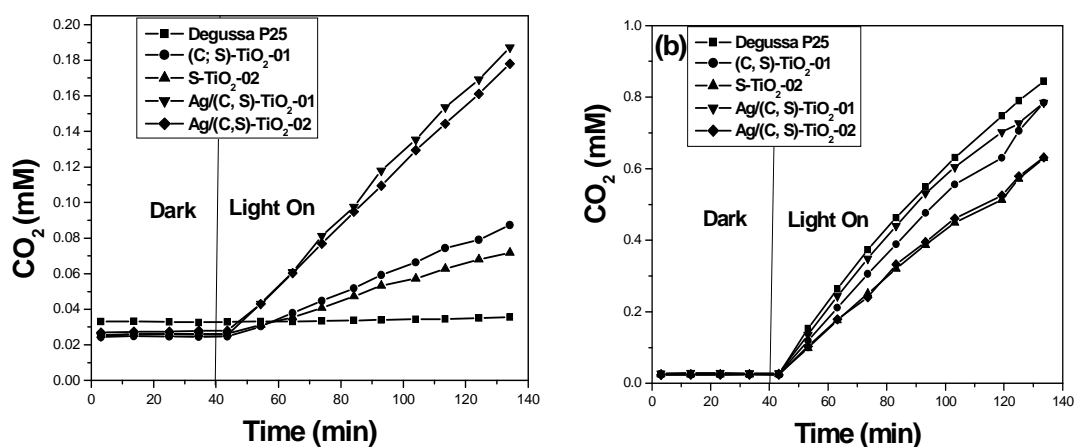 Degussa P25
(C; S)-TiO₂-01
S-TiO₂-02
Ag/(C, S)-TiO₂-01
Ag/(C,S)-TiO₂-02
Dark
Light On
0.20
0.18
0.16
0.14
0.12
0.10
0.08
0.06
0.04
0.02
0.00
0 20 40 60 80 100 120 140
CO₂ (mM)
Time (min)
(b)
Degussa P25
(C, S)-TiO₂-01
S-TiO₂-02
Ag/(C, S)-TiO₂-01
Ag/(C, S)-TiO₂-02
Dark
Light On
1.0
0.8
0.6
0.4
0.2
0.0
0 20 40 60 80 100 120 140
CO₂ (mM)
Time (min)